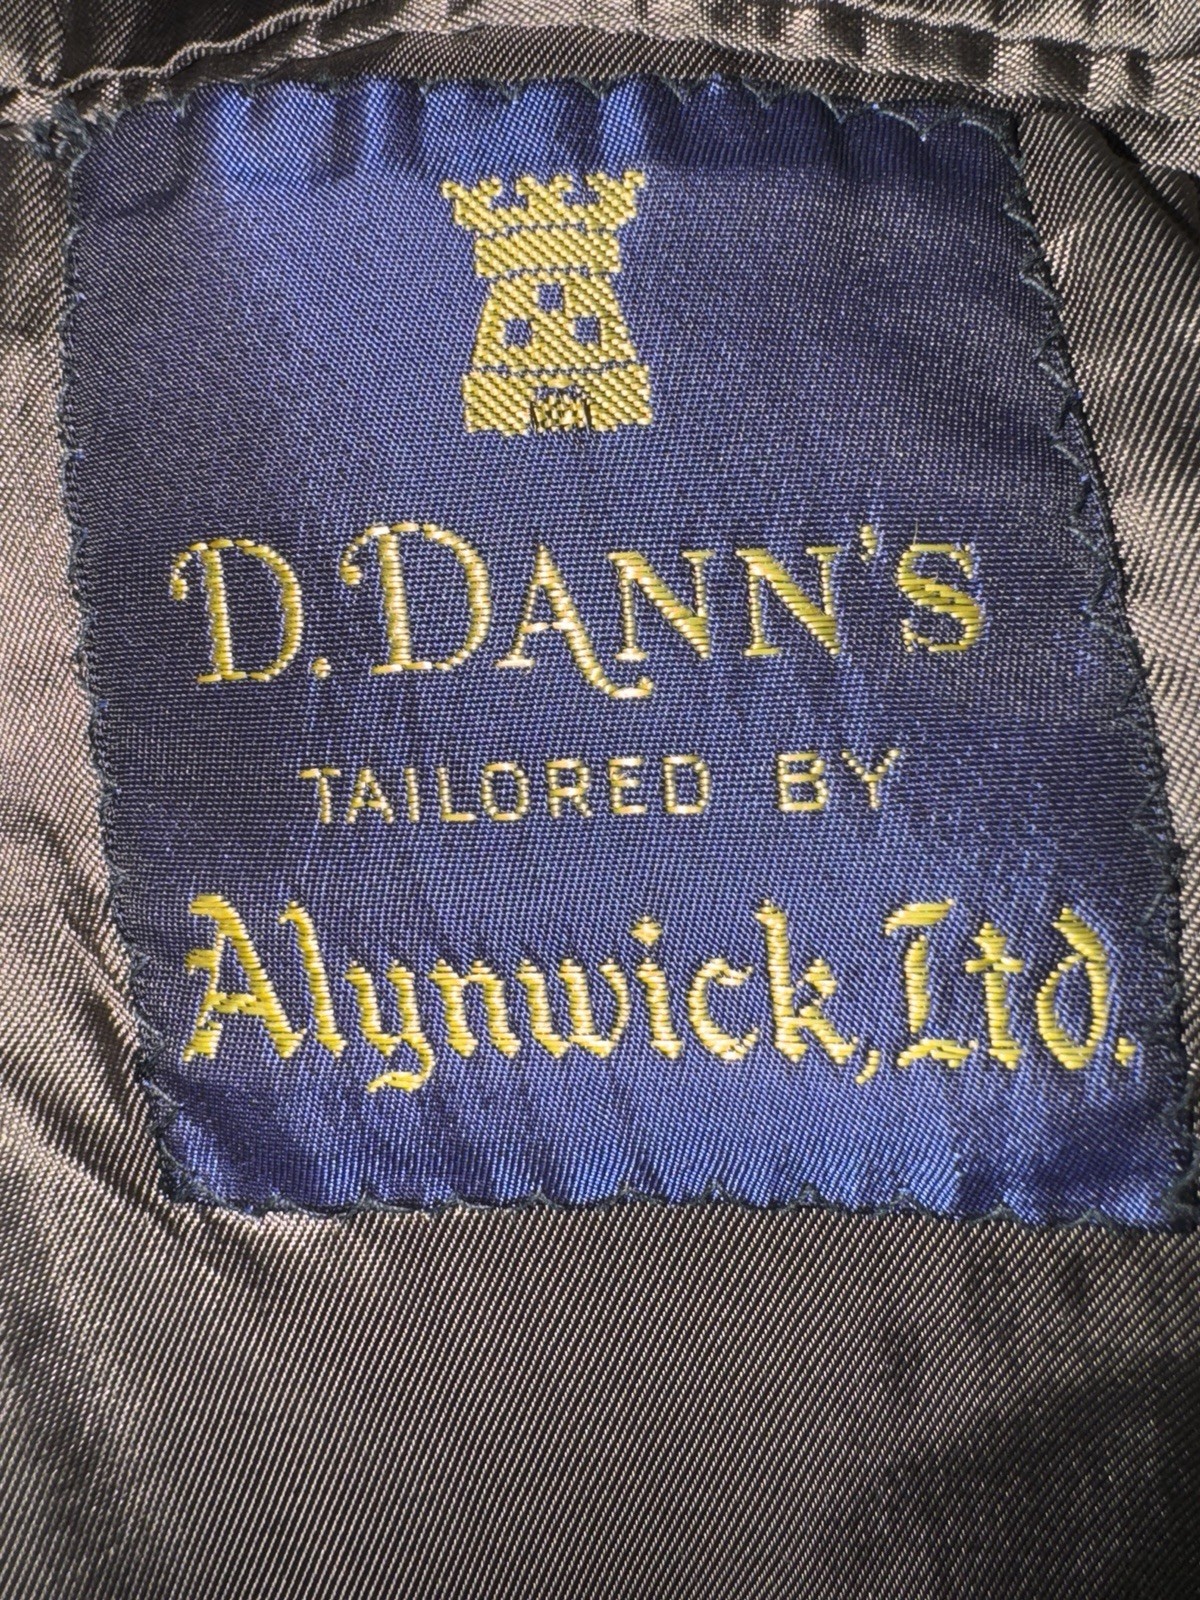 D. DANN'S
TAILORED BY
Alynwick, Ltd.